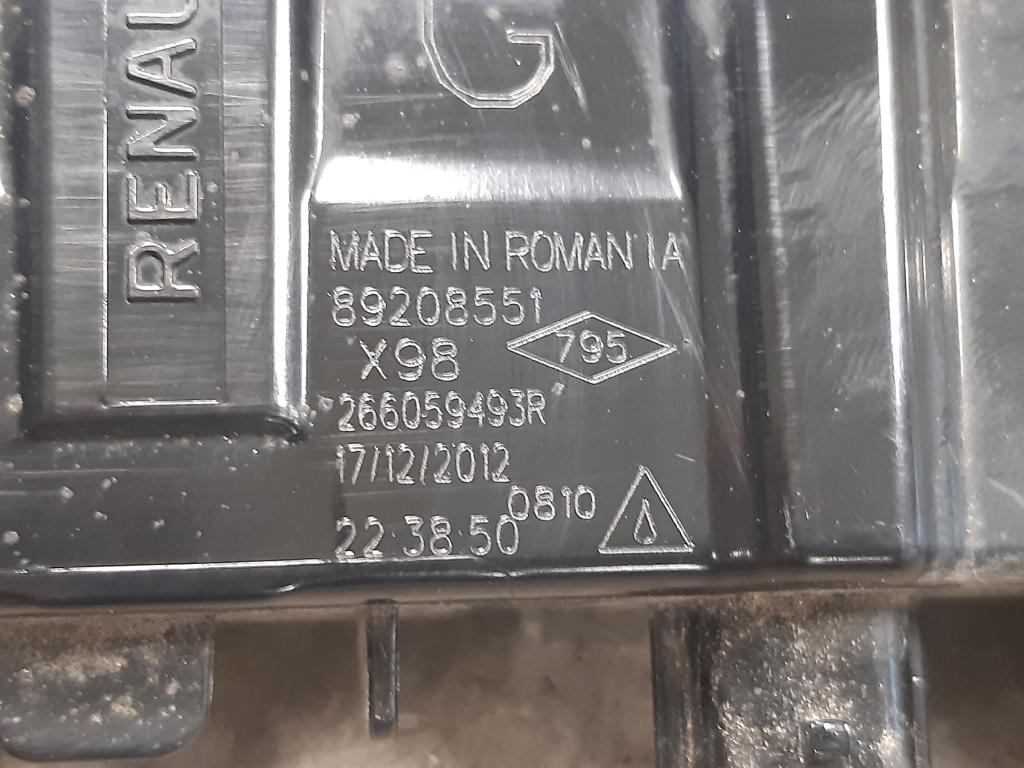 RENAU
G
MADE IN ROMANIA
89208551
X98
795
266059493R
17/12/2012
0810
22 38 50